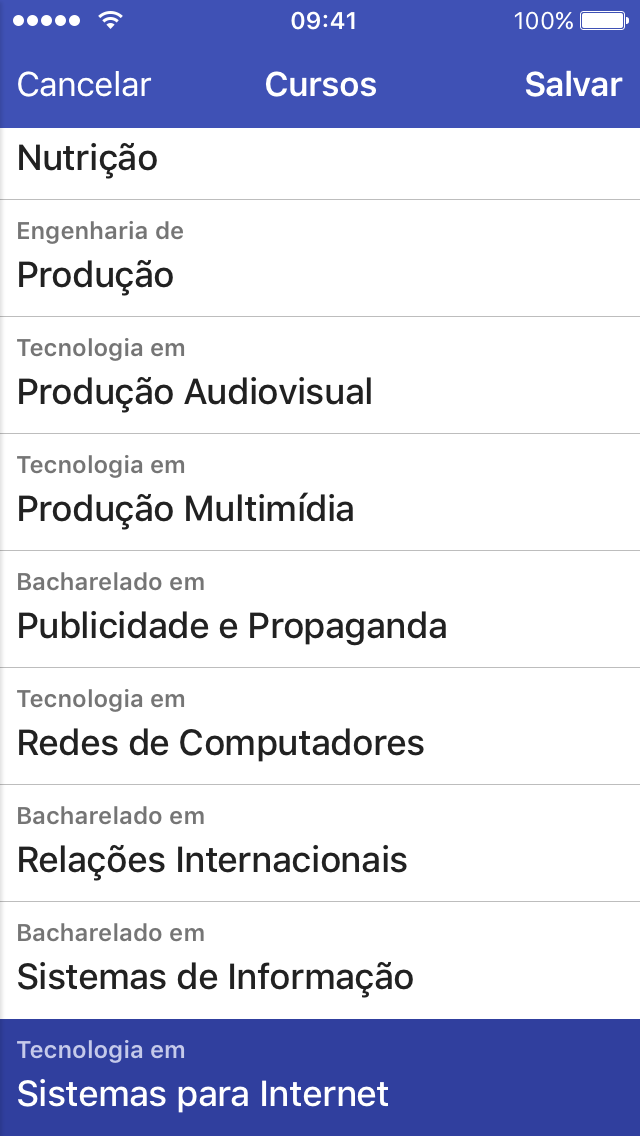 09:41 100%
Cancelar Cursos Salvar
Nutrição
Engenharia de
Produção
Tecnologia em
Produção Audiovisual
Tecnologia em
Produção Multimídia
Bacharelado em
Publicidade e Propaganda
Tecnologia em
Redes de Computadores
Bacharelado em
Relações Internacionais
Bacharelado em
Sistemas de Informação
Tecnologia em
Sistemas para Internet